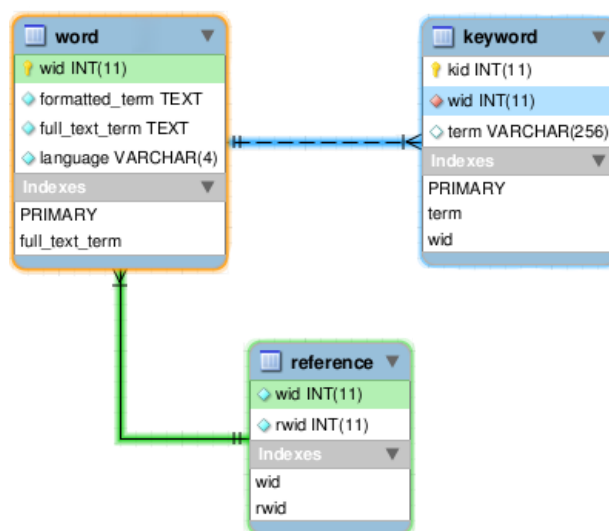 word
wid INT(11)
formatted_term TEXT
full_text_term TEXT
language VARCHAR(4)
Indexes
PRIMARY
full_text_term
keyword
kid INT(11)
wid INT(11)
term VARCHAR(256)
Indexes
PRIMARY
term
wid
reference
wid INT(11)
rwid INT(11)
Indexes
wid
rwid